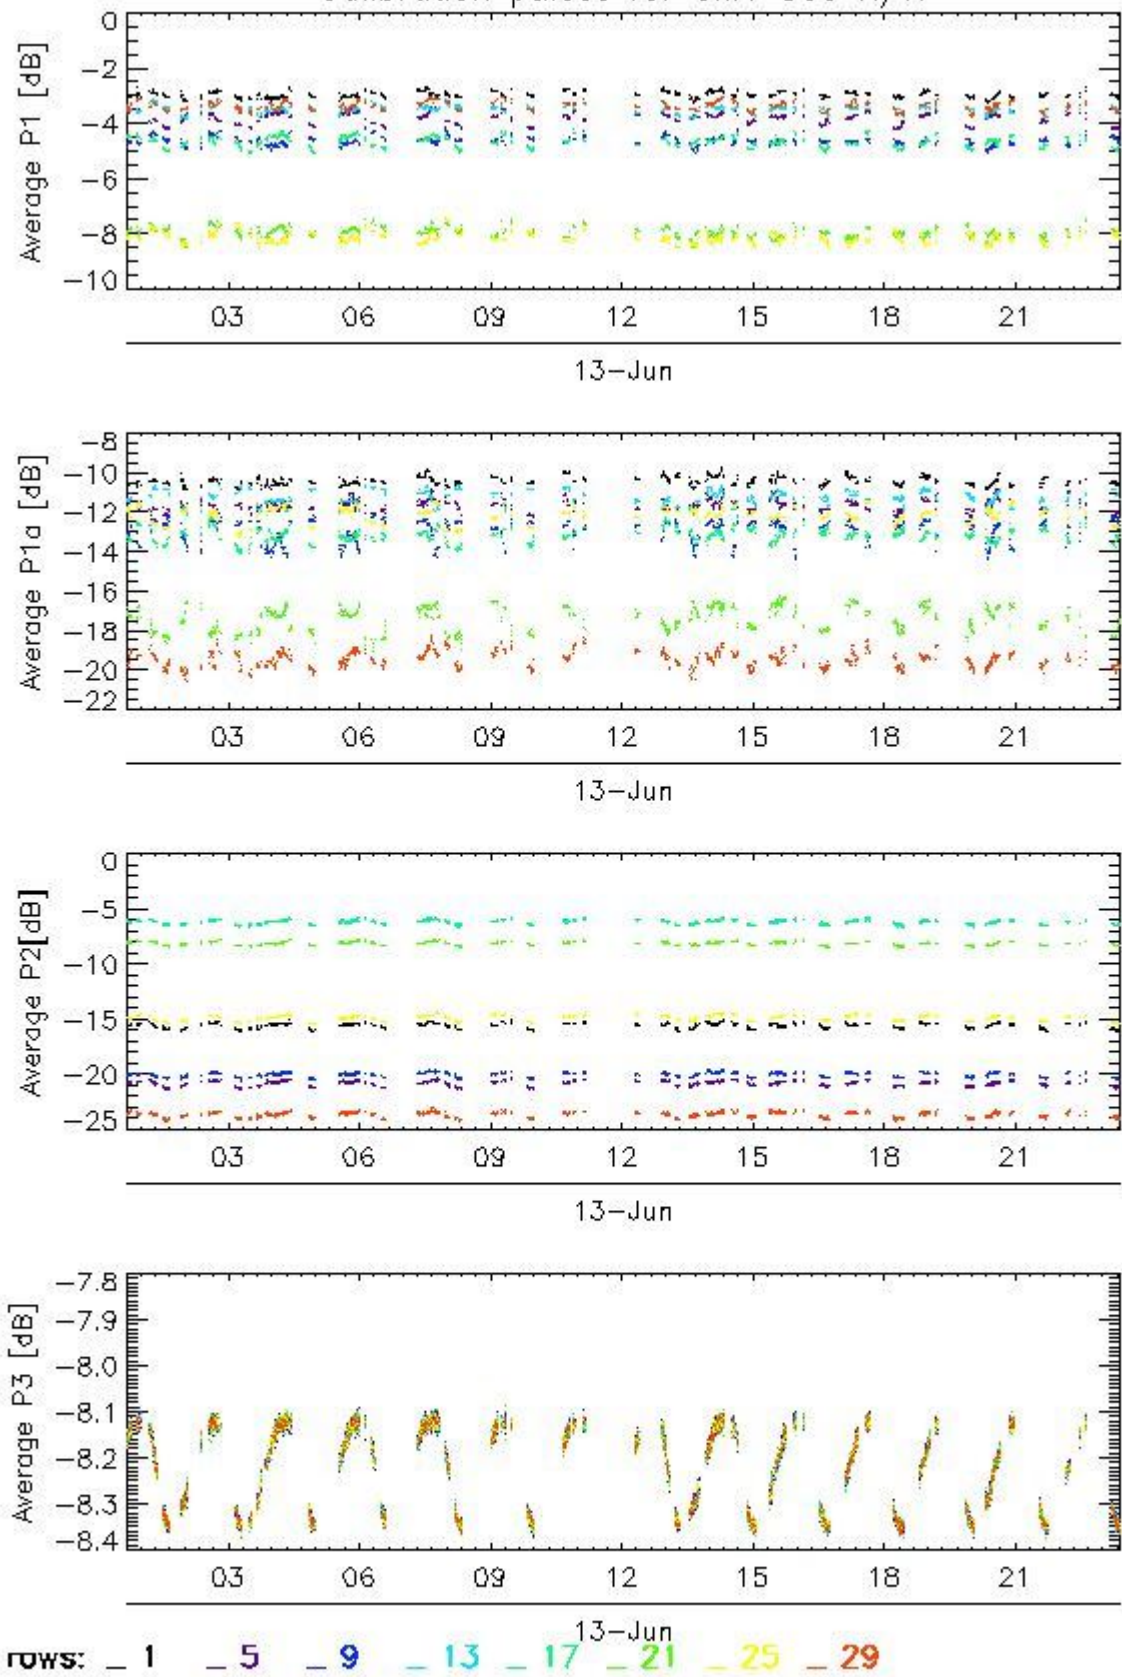 0
Average P1 [dB]
-2
-4
-6
-8
-10
03 06 09 12 15 18 21
13-Jun
-8
Average P1a [dB]
-10
-12
-14
-16
-18
-20
-22
03 06 09 12 15 18 21
13-Jun
0
Average P2[dB]
-5
-10
-15
-20
-25
03 06 09 12 15 18 21
13-Jun
-7.8
Average P3 [dB]
-7.9
-8.0
-8.1
-8.2
-8.3
-8.4
03 06 09 12 15 18 21
13-Jun
rows: _ 1 _ 5 _ 9 _ 13 _ 17 _ 21 _ 25 _ 29